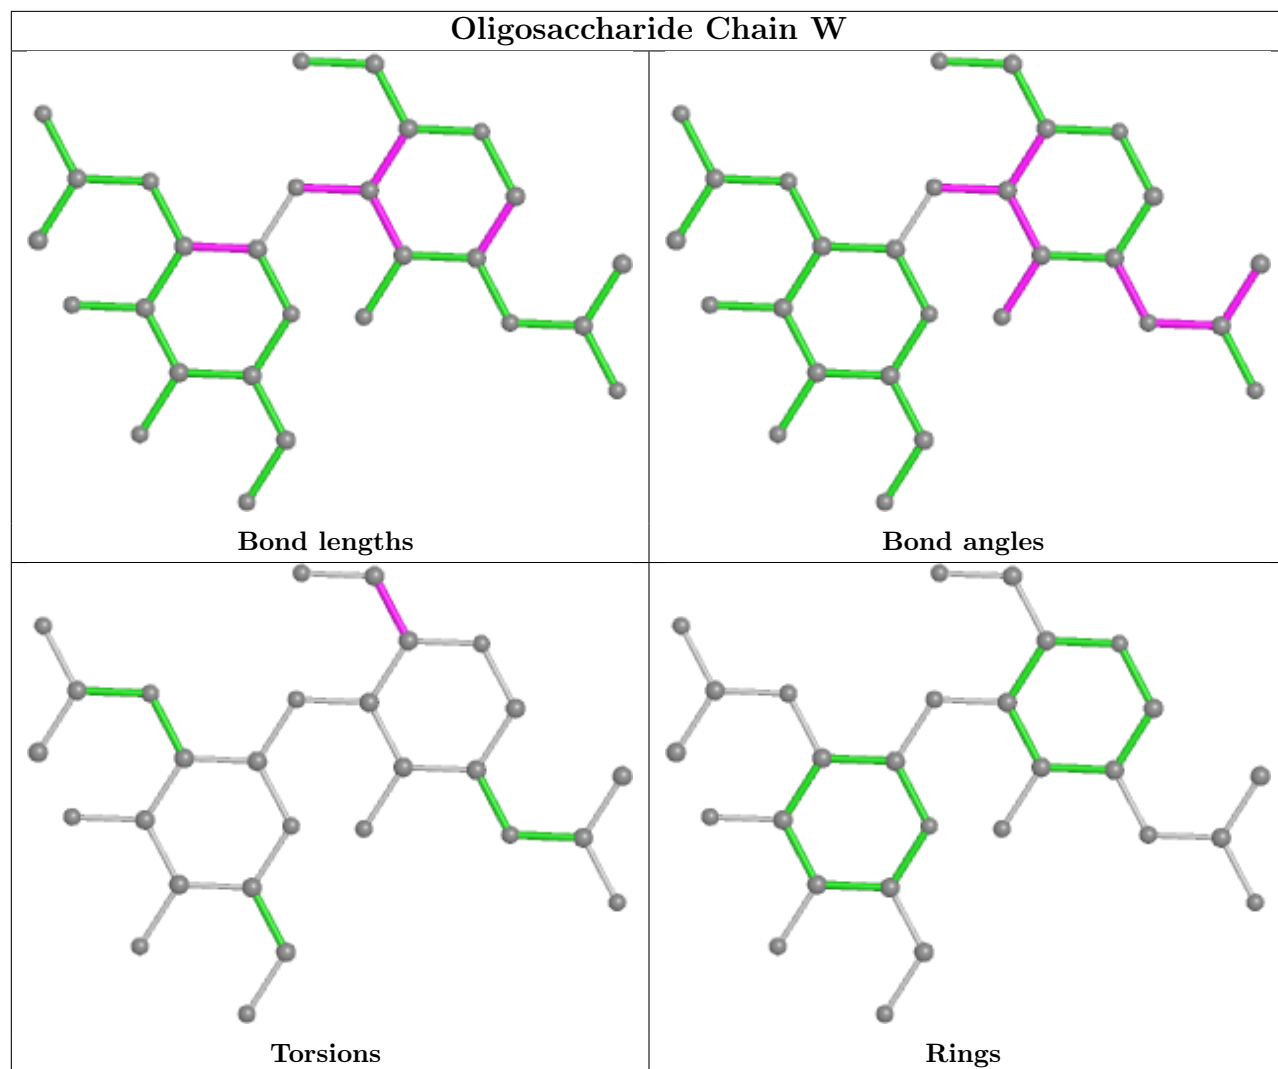 Oligosaccharide Chain W
Bond lengths
Bond angles
Torsions
Rings